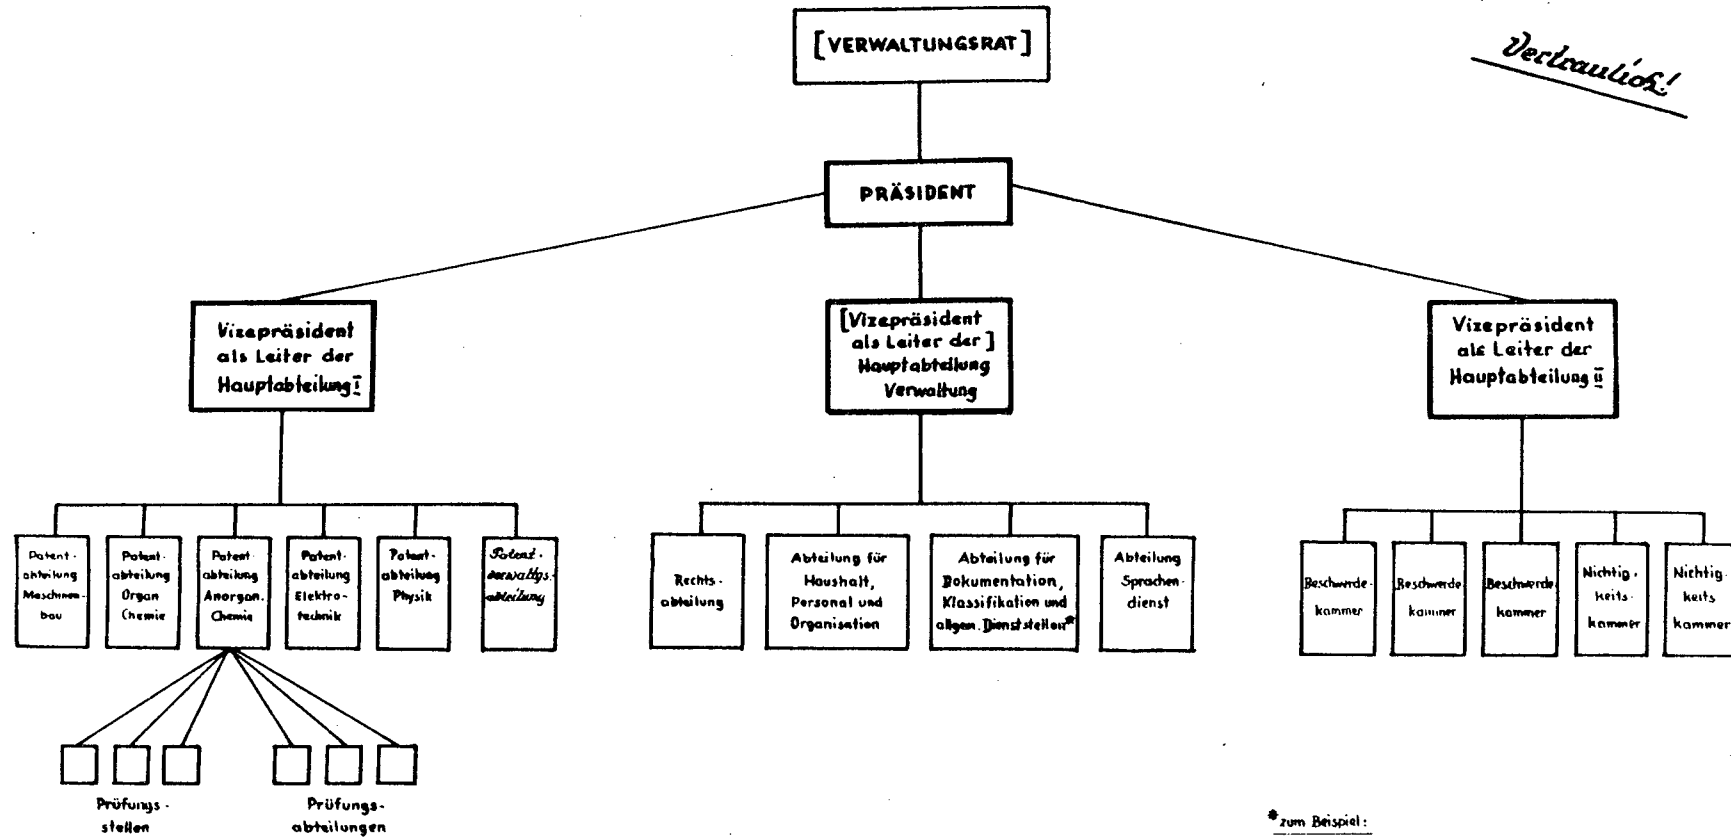 [VERWALTUNGSRAT]
Vertraulich!
PRÄSIDENT
Vizepräsident
als Leiter der
Hauptabteilung I
[Vizepräsident
als Leiter der]
Hauptabteilung
Verwaltung
Vizepräsident
als Leiter der
Hauptabteilung II
Patent-
abteilung
Maschinen-
bau
Patent-
abteilung
Organ
Chemie
Patent-
abteilung
Anorgan.
Chemie
Patent-
abteilung
Elektro-
technik
Patent-
abteilung
Physik
Patent-
verwaltgs.-
abteilung
Rechts-
abteilung
Abteilung für
Haushalt,
Personal und
Organisation
Abteilung für
Dokumentation,
Klassifikation und
allgem. Dienststellen*
Abteilung
Sprachen-
dienst
Beschwerde-
kammer
Beschwerde-
kammer
Beschwerde-
kammer
Nichtig-
keits-
kammer
Nichtig-
keits
kammer
Prüfungs-
stellen
Prüfungs-
abteilungen
*zum Beispiel: